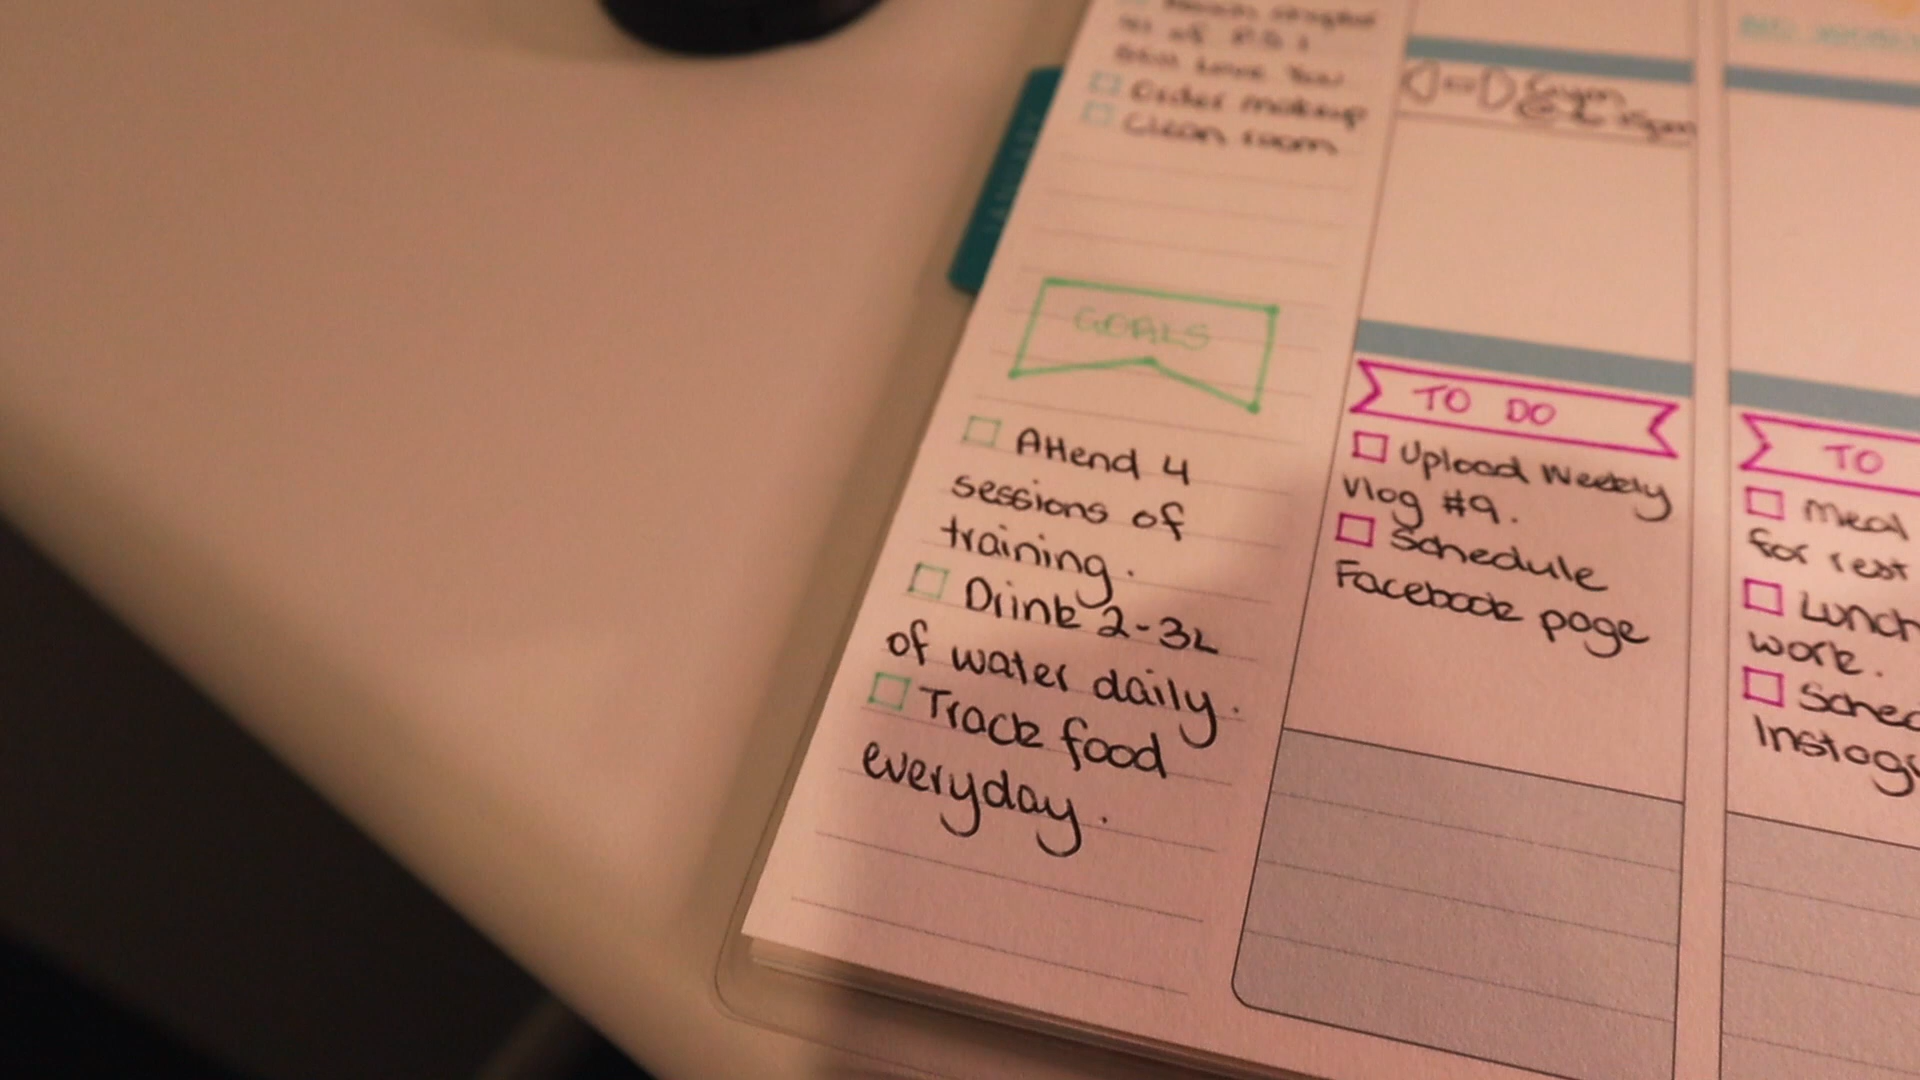 Order makeup
Clean room
Gym
GOALS
Attend 4
sessions of
training.
Drink 2-3L
of water daily.
Track food
everyday.
TO DO
Upload Weekly
Vlog #9.
Schedule
Facebook page
TO
Meal
for rest
Lunch
work.